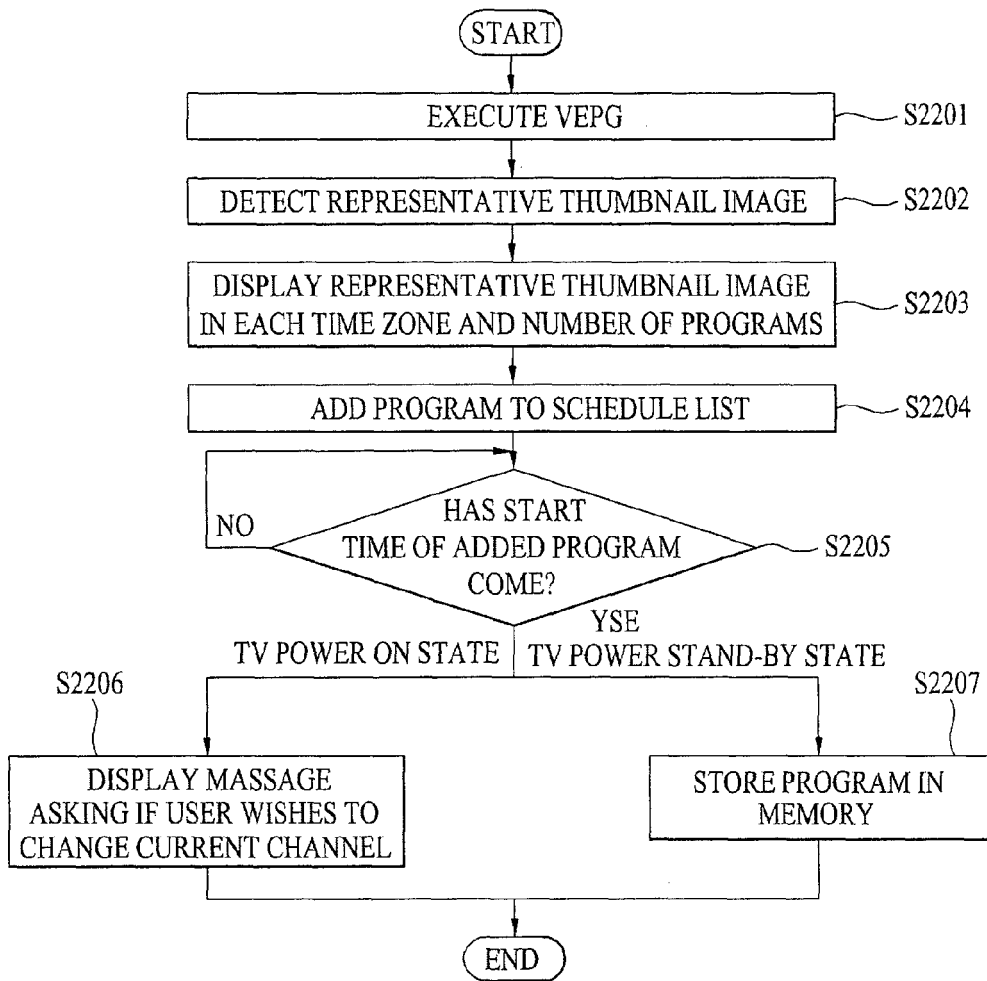 START
EXECUTE VEPG
S2201
DETECT REPRESENTATIVE THUMBNAIL IMAGE
S2202
DISPLAY REPRESENTATIVE THUMBNAIL IMAGE
IN EACH TIME ZONE AND NUMBER OF PROGRAMS
S2203
ADD PROGRAM TO SCHEDULE LIST
S2204
HAS START
TIME OF ADDED PROGRAM
COME?
NO
S2205
YSE
TV POWER ON STATE
TV POWER STAND-BY STATE
S2206
DISPLAY MASSAGE
ASKING IF USER WISHES TO
CHANGE CURRENT CHANNEL
S2207
STORE PROGRAM IN
MEMORY
END